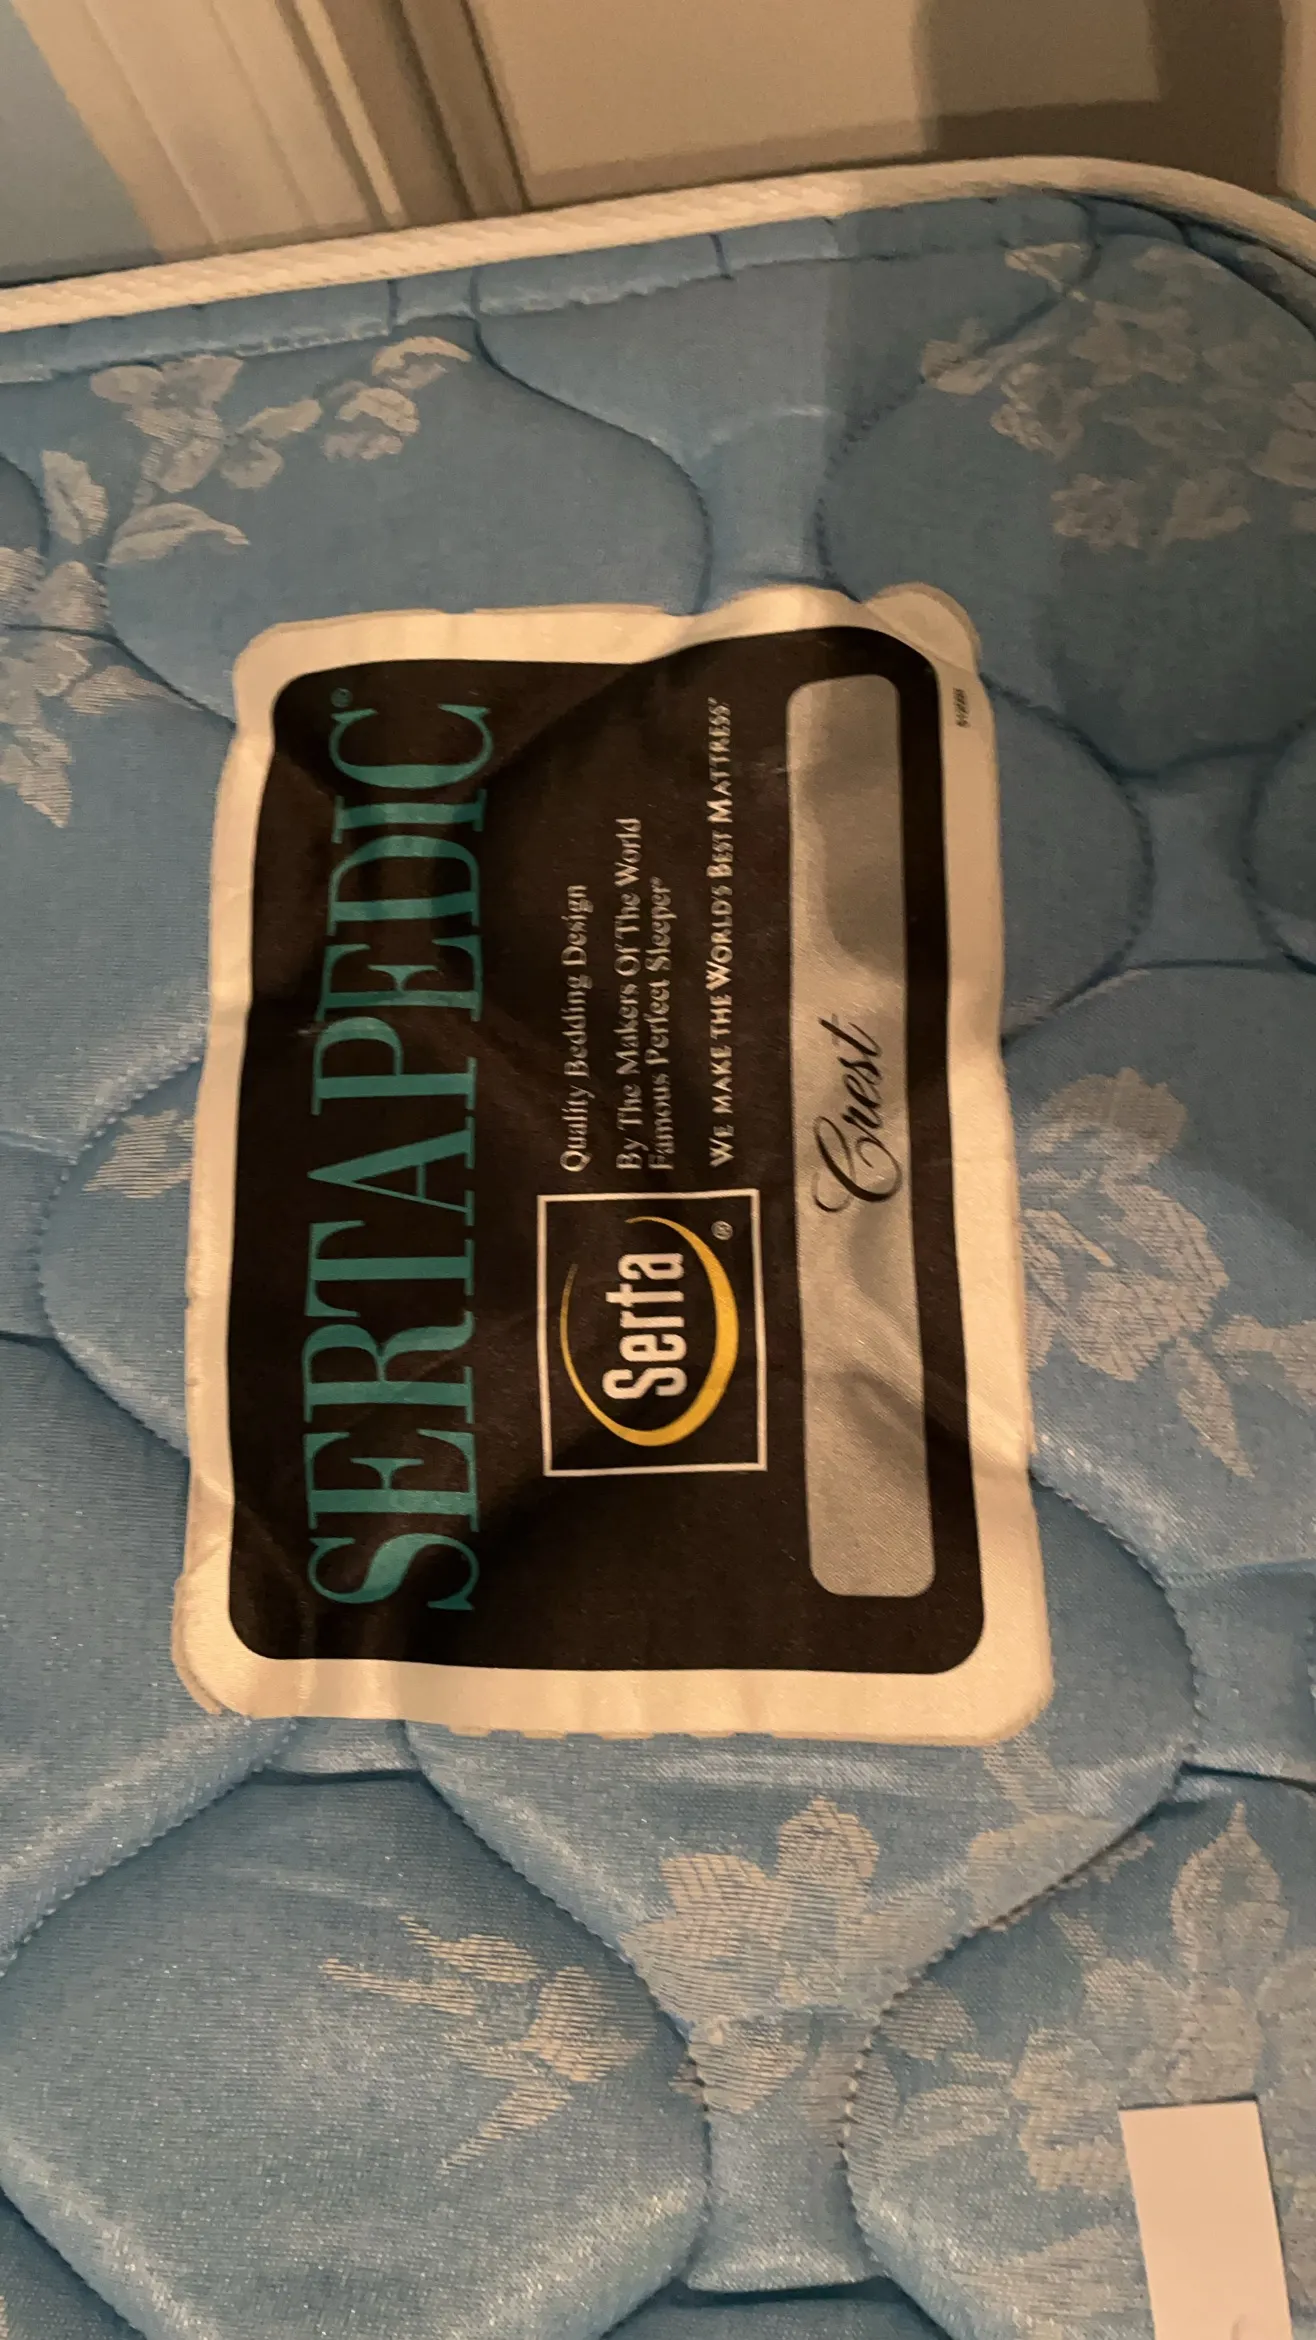 SERTAPEDIC®
Serta®
Quality Bedding Design
By The Makers Of The World
Famous Perfect Sleeper®
WE MAKE THE WORLD'S BEST MATTRESS®
Crest